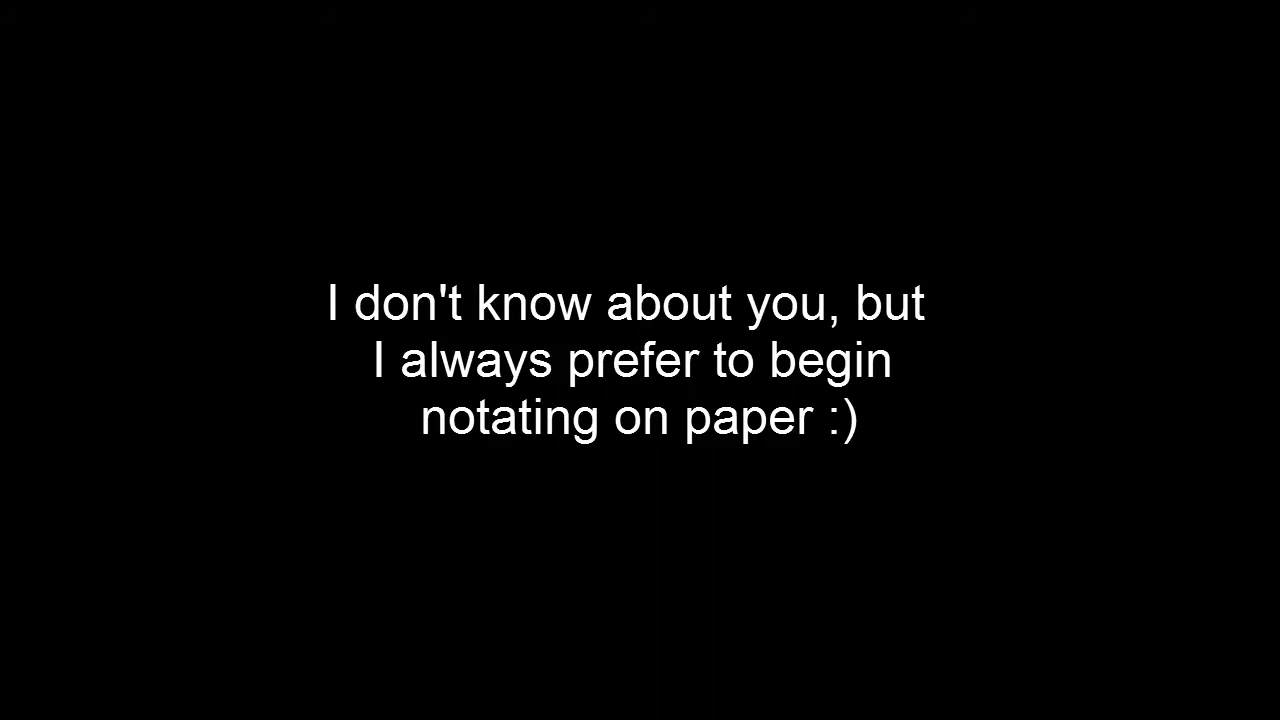 I don't know about you, but
I always prefer to begin
notating on paper :)